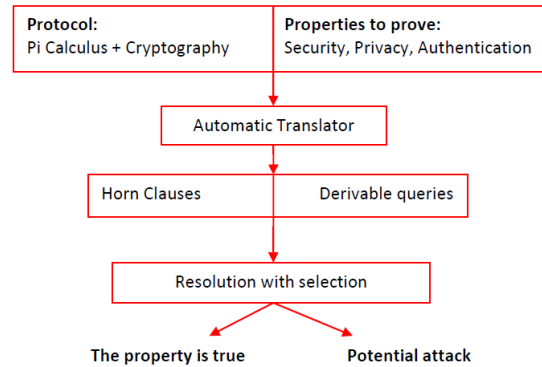 Protocol:
Pi Calculus + Cryptography
Properties to prove:
Security, Privacy, Authentication
Automatic Translator
Horn Clauses
Derivable queries
Resolution with selection
The property is true
Potential attack